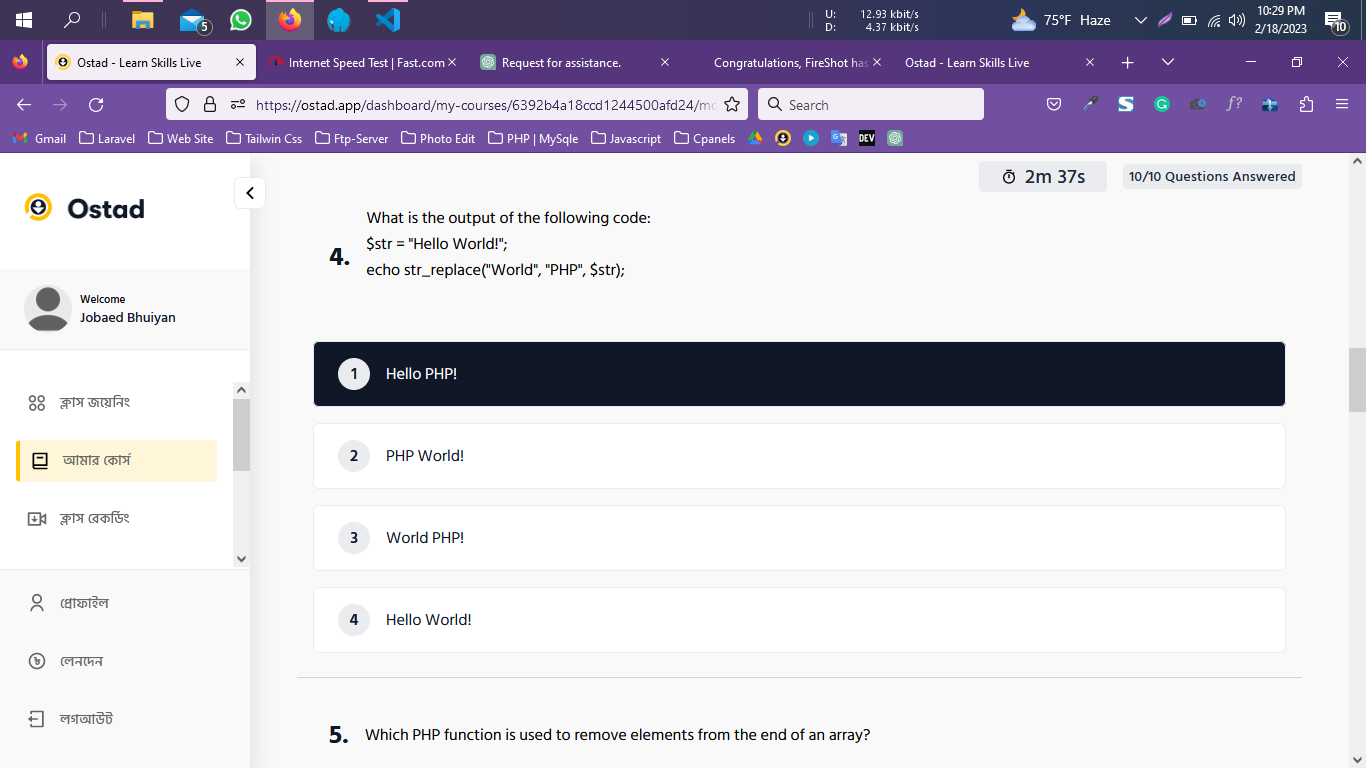 U: 12.93 kbit/s
D: 4.37 kbit/s
75°F Haze
10:29 PM
2/18/2023
5
10
Ostad - Learn Skills Live
Internet Speed Test | Fast.com
Request for assistance.
Congratulations, FireShot has
Ostad - Learn Skills Live
https://ostad.app/dashboard/my-courses/6392b4a18ccd1244500afd24/mo
Search
Gmail
Laravel
Web Site
Tailwin Css
Ftp-Server
Photo Edit
PHP | MySqle
Javascript
Cpanels
DEV
Ostad
2m 37s
10/10 Questions Answered
Welcome
Jobaed Bhuiyan
ক্লাস জয়েনিং
আমার কোর্স
ক্লাস রেকর্ডিং
প্রোফাইল
লেনদেন
লগআউট
4.
What is the output of the following code:
$str = "Hello World!";
echo str_replace("World", "PHP", $str);
1 Hello PHP!
2 PHP World!
3 World PHP!
4 Hello World!
5. Which PHP function is used to remove elements from the end of an array?